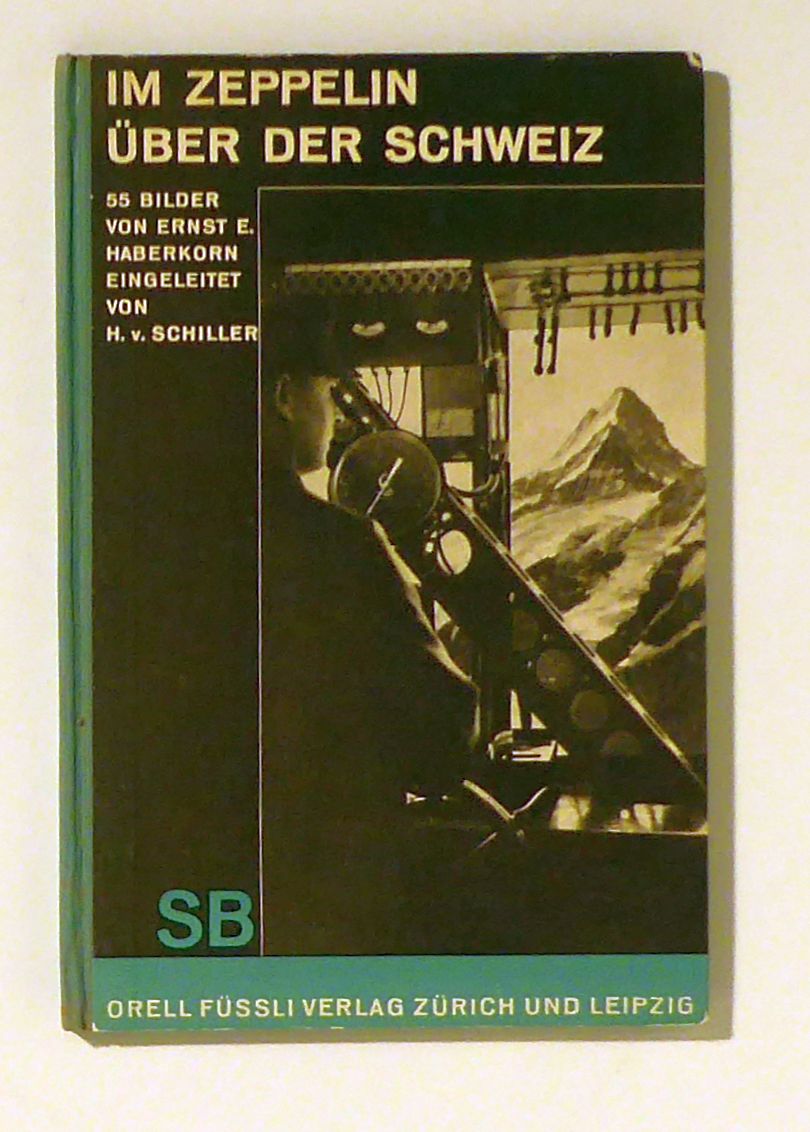 IM ZEPPELIN
ÜBER DER SCHWEIZ
55 BILDER
VON ERNST E.
HABERKORN
EINGELEITET
VON
H. v. SCHILLER
SB
ORELL FÜSSLI VERLAG ZÜRICH UND LEIPZIG